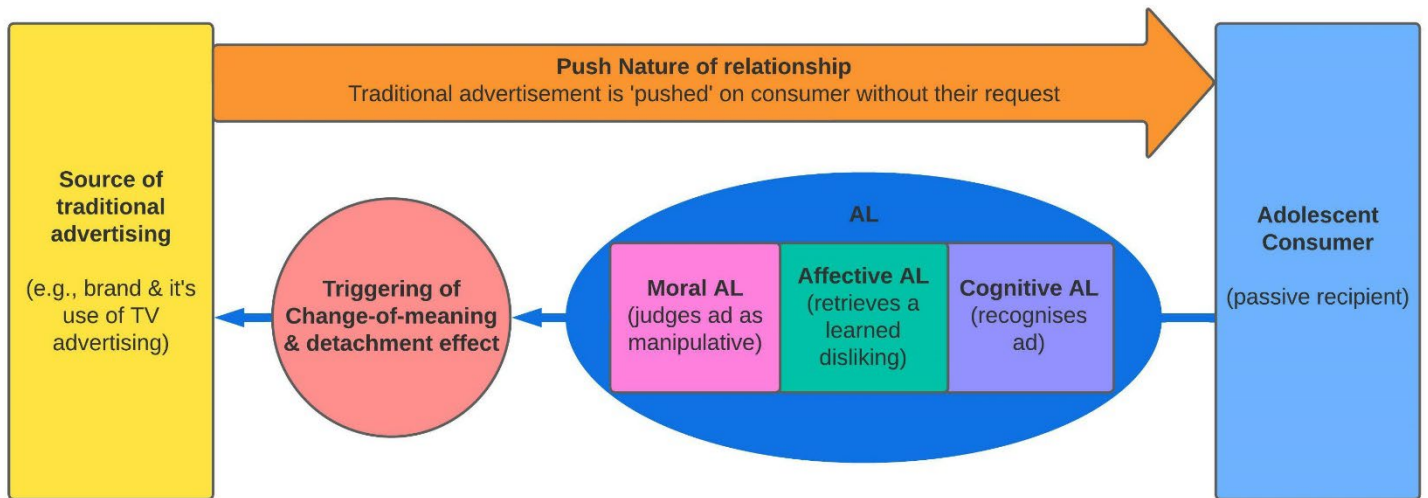 Push Nature of relationship
Traditional advertisement is 'pushed' on consumer without their request
Source of
traditional
advertising
(e.g., brand & it's
use of TV
advertising)
Triggering of
Change-of-meaning
& detachment effect
AL
Moral AL
(judges ad as
manipulative)
Affective AL
(retrieves a
learned
disliking)
Cognitive AL
(recognises
ad)
Adolescent
Consumer
(passive recipient)